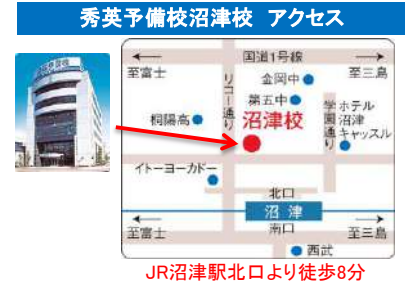 秀英予備校沼津校 アクセス
国道1号線
至富士
至三島
金岡中
リコー通り
第五中
学園通り
ホテル
沼津
キャッスル
桐陽高
沼津校
イトーヨーカドー
北口
沼津
南口
至富士
至三島
西武
JR沼津駅北口より徒歩8分